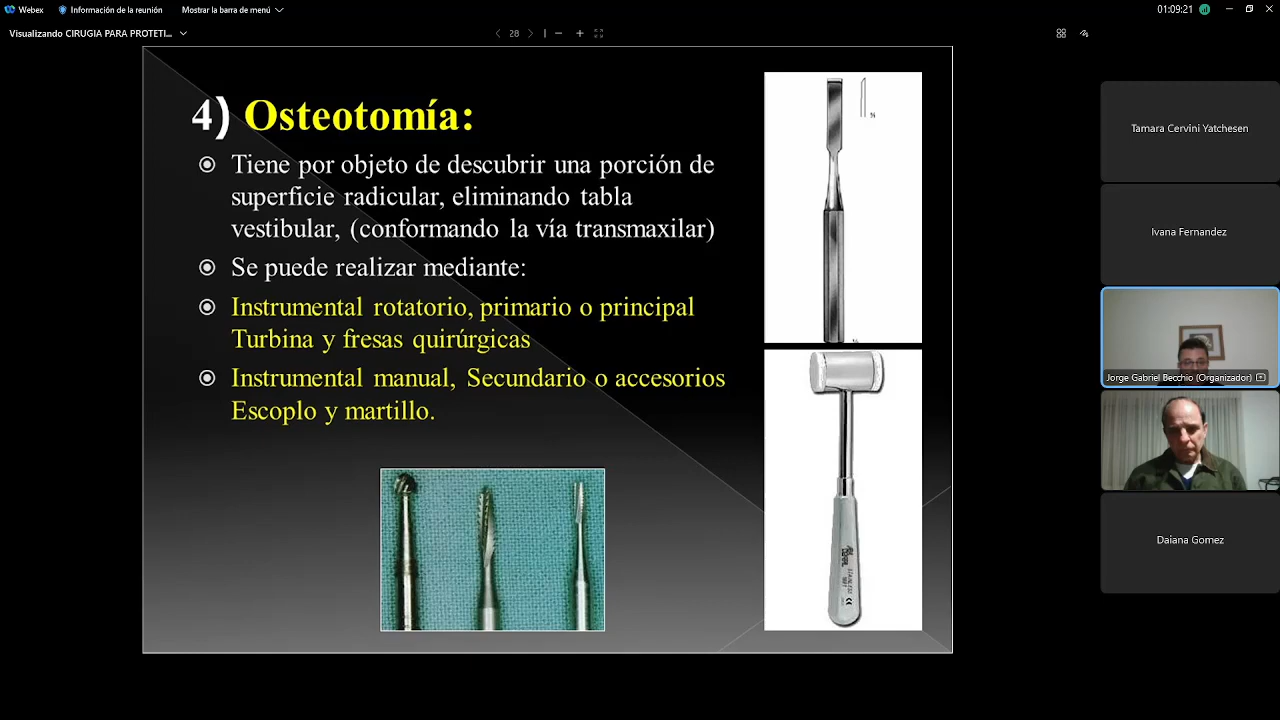 Webex
Información de la reunión
Mostrar la barra de menú
01:09:21
Visualizando CIRUGIA PARA PROTETI...
28
4) Osteotomía:
Tiene por objeto de descubrir una porción de
superficie radicular, eliminando tabla
vestibular, (conformando la vía transmaxilar)
Se puede realizar mediante:
Instrumental rotatorio, primario o principal
Turbina y fresas quirúrgicas
Instrumental manual, Secundario o accesorios
Escoplo y martillo.
Tamara Cervini Yatchesen
Ivana Fernandez
Jorge Gabriel Becchio (Organizador)
Daiana Gomez